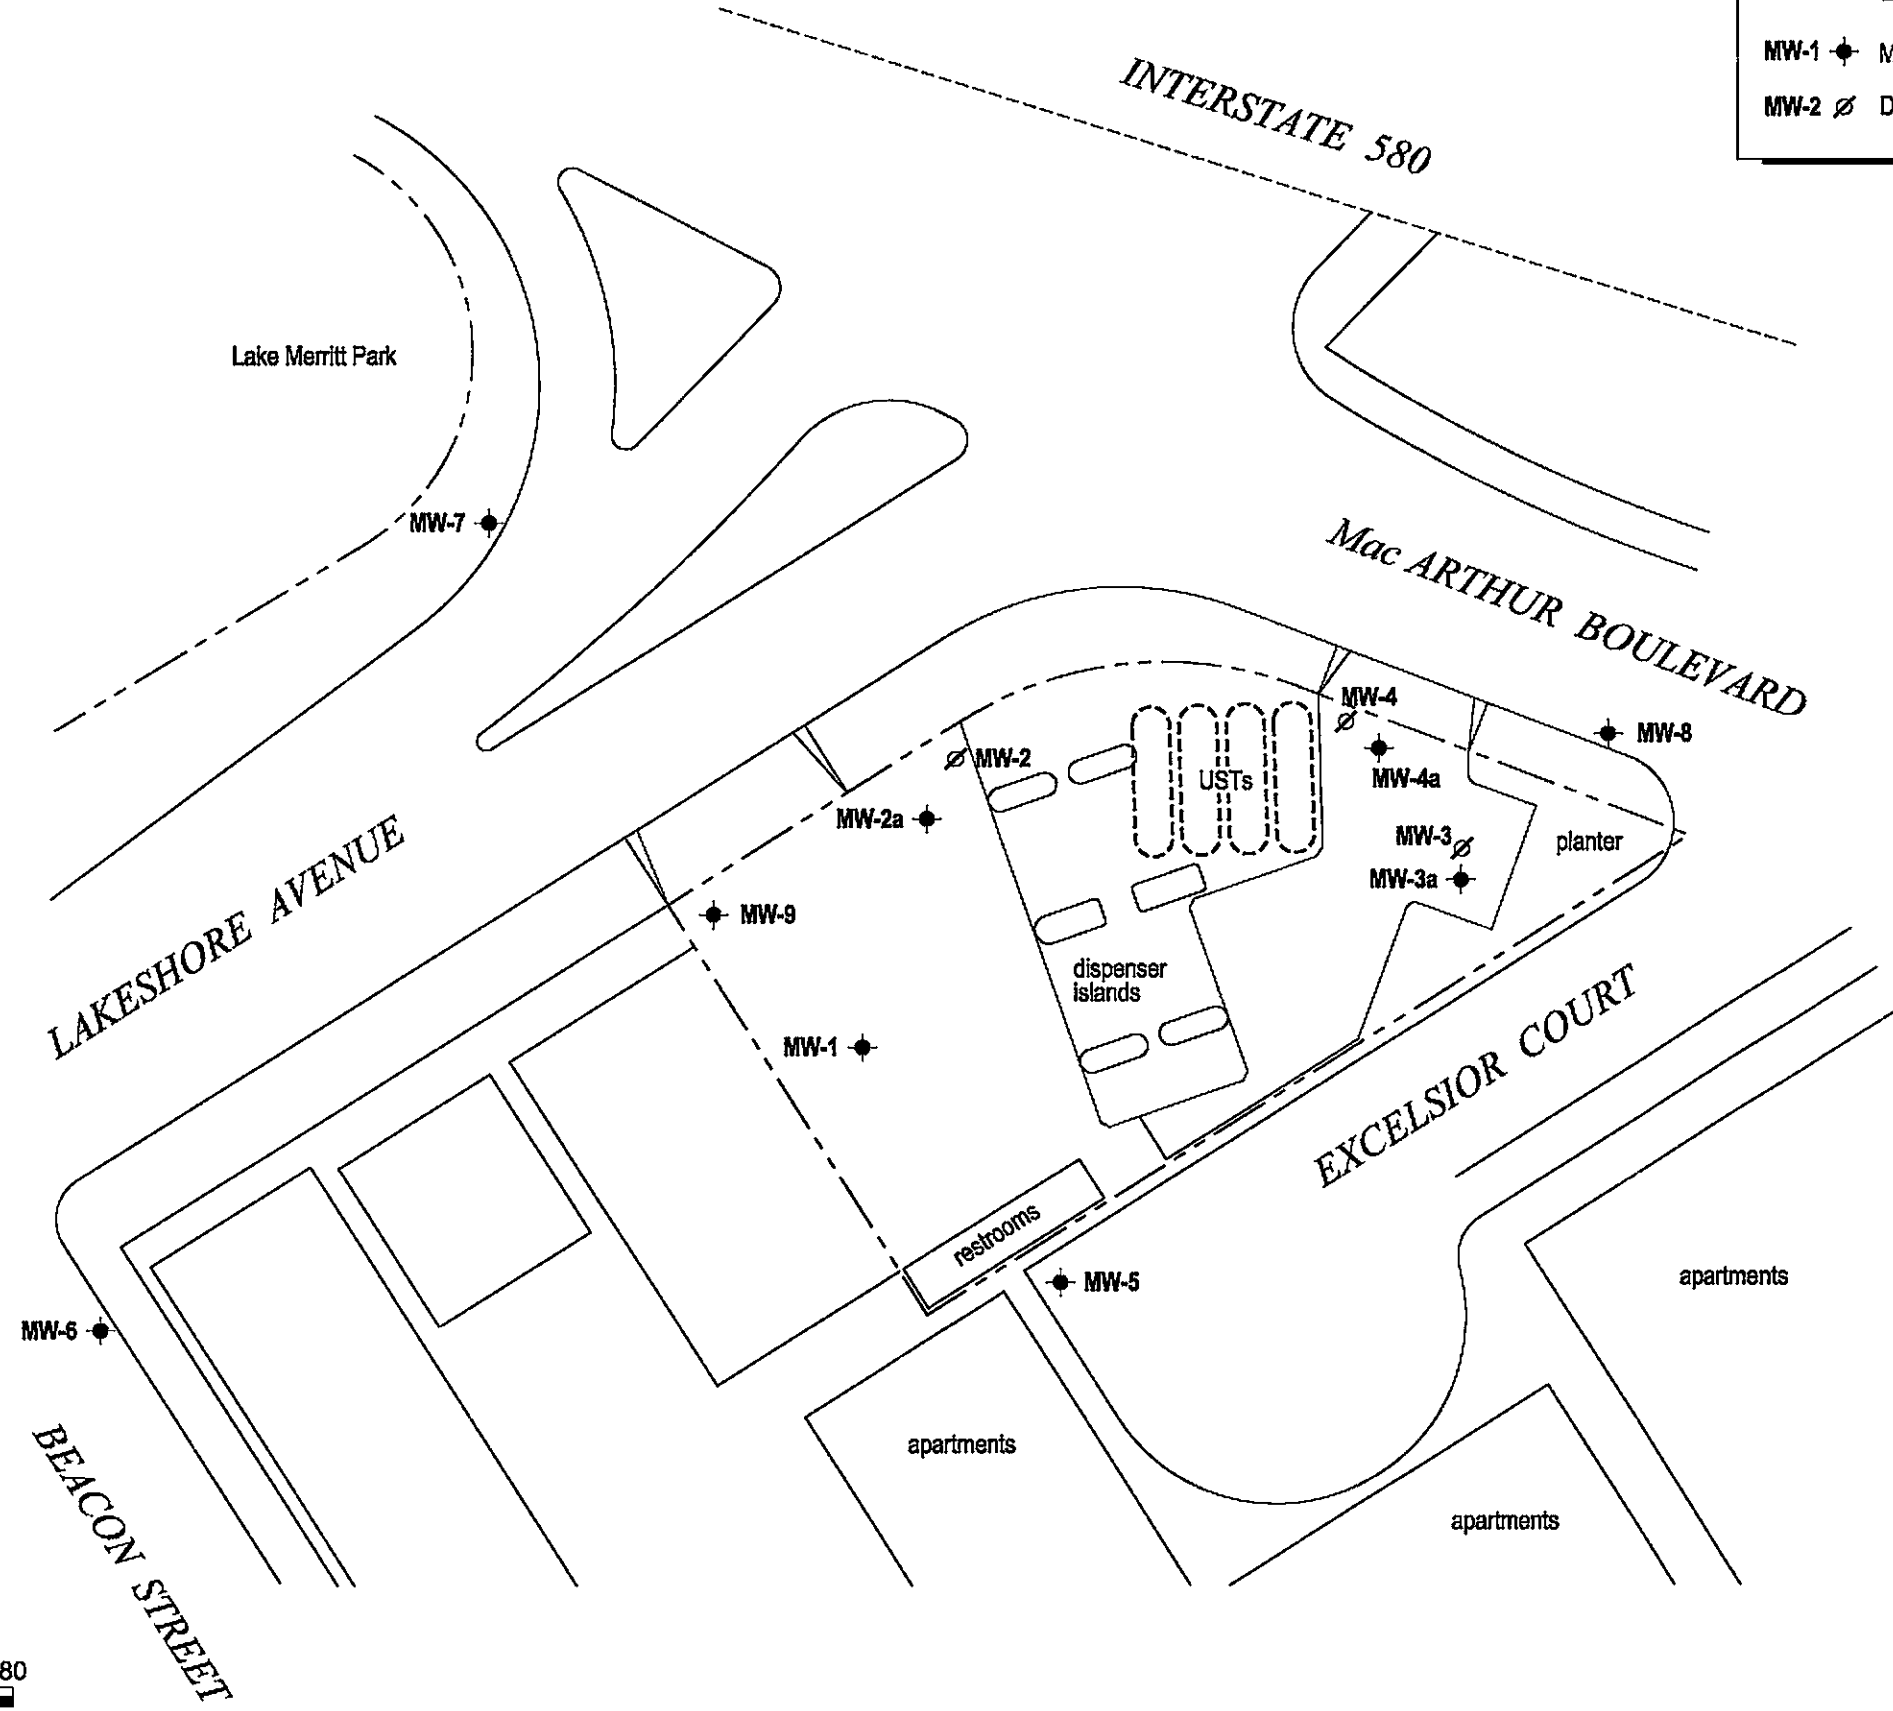 INTERSTATE 580
MW-1 M
MW-2 D
Lake Merritt Park
MW-7
Mac ARTHUR BOULEVARD
MW-4
MW-8
MW-2
USTs
MW-4a
MW-2a
MW-3
planter
MW-3a
LAKESHORE AVENUE
MW-9
dispenser
islands
EXCELSIOR COURT
MW-1
restrooms
MW-5
apartments
MW-6
apartments
apartments
BEACON STREET
80